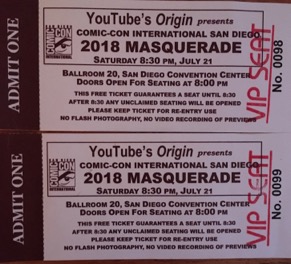 ADMIT ONE
COMIC CON
INTERNATIONAL
YouTube's Origin presents
COMIC-CON INTERNATIONAL SAN DIEGO
2018 MASQUERADE
SATURDAY 8:30 PM, JULY 21
BALLROOM 20, SAN DIEGO CONVENTION CENTER
DOORS OPEN FOR SEATING AT 8:00 PM
THIS FREE TICKET GUARANTEES A SEAT UNTIL 8:30
AFTER 8:30 ANY UNCLAIMED SEATING WILL BE OPENED
PLEASE KEEP TICKET FOR RE-ENTRY USE
NO FLASH PHOTOGRAPHY, NO VIDEO RECORDING OF PREVIEWS
VIP SEAT
No. 0098
ADMIT ONE
COMIC CON
INTERNATIONAL
YouTube's Origin presents
COMIC-CON INTERNATIONAL SAN DIEGO
2018 MASQUERADE
SATURDAY 8:30 PM, JULY 21
BALLROOM 20, SAN DIEGO CONVENTION CENTER
DOORS OPEN FOR SEATING AT 8:00 PM
THIS FREE TICKET GUARANTEES A SEAT UNTIL 8:30
AFTER 8:30 ANY UNCLAIMED SEATING WILL BE OPENED
PLEASE KEEP TICKET FOR RE-ENTRY USE
NO FLASH PHOTOGRAPHY, NO VIDEO RECORDING OF PREVIEWS
VIP SEAT
No. 0099